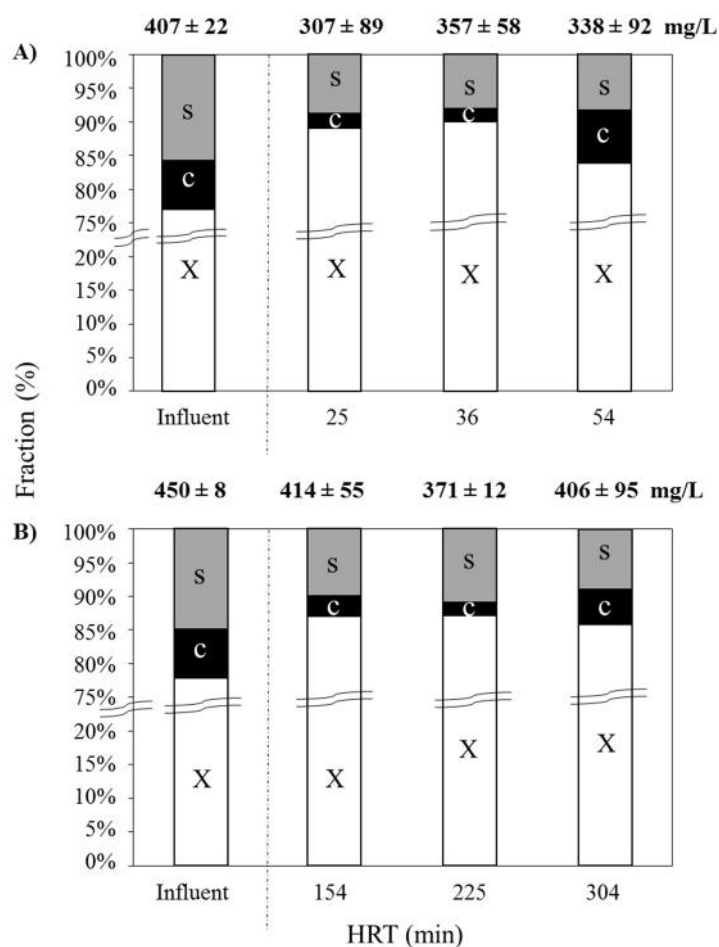 407 ± 22 307 ± 89 357 ± 58 338 ± 92 mg/L
A)
100%
95%
90%
85%
80%
75%
20%
15%
10%
5%
0%
S S S S
C C C C
X X X X
Influent 25 36 54
Fraction (%)
450 ± 8 414 ± 55 371 ± 12 406 ± 95 mg/L
B)
100%
95%
90%
85%
80%
75%
20%
15%
10%
5%
0%
S S S S
C C C C
X X X X
Influent 154 225 304
HRT (min)